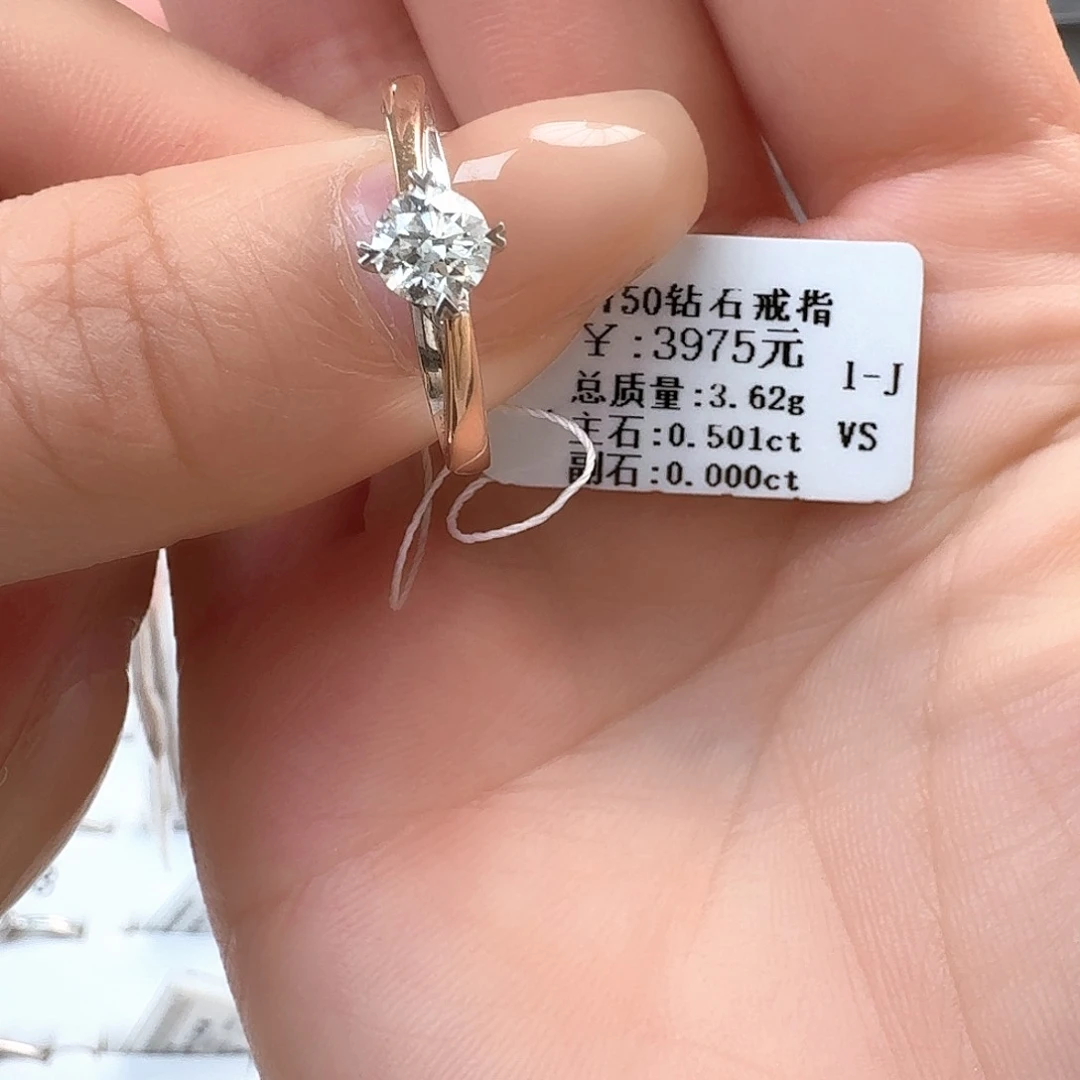 750钻石戒指
¥:3975元
I-J
总质量:3.62g
主石:0.501ct
VS
副石:0.000ct